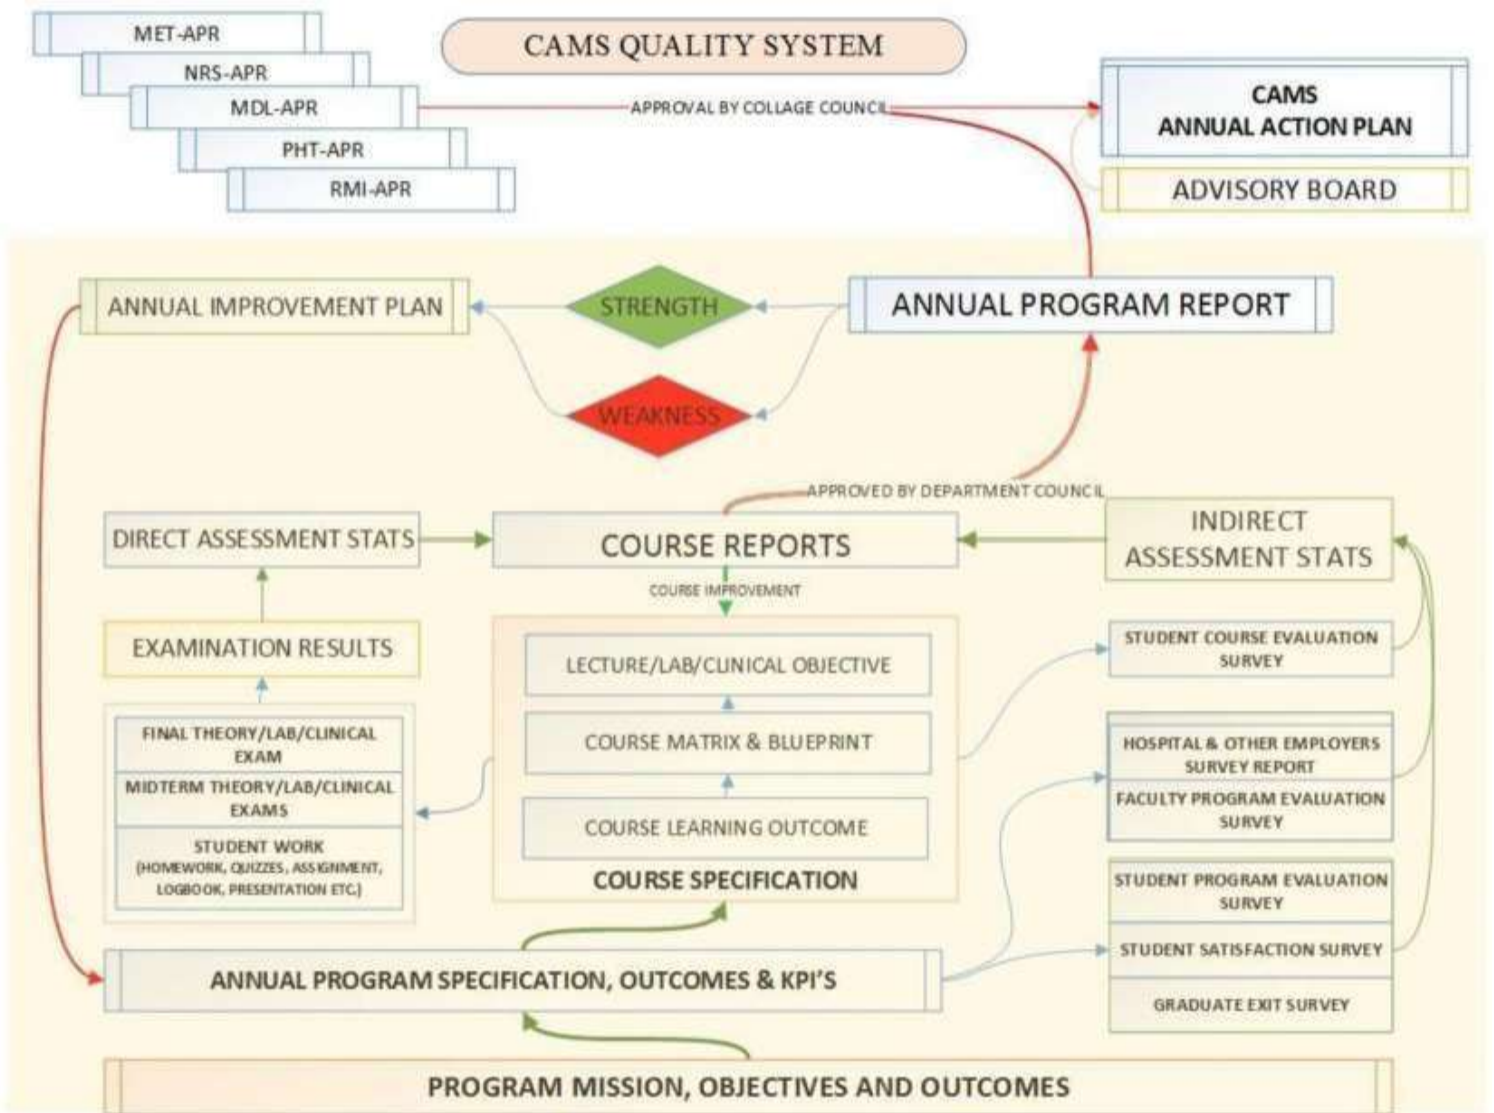 MET-APR
NRS-APR
MDL-APR
PHT-APR
RMI-APR
CAMS QUALITY SYSTEM
APPROVAL BY COLLAGE COUNCIL
CAMS
ANNUAL ACTION PLAN
ADVISORY BOARD
ANNUAL IMPROVEMENT PLAN
STRENGTH
WEAKNESS
ANNUAL PROGRAM REPORT
APPROVED BY DEPARTMENT COUNCIL
DIRECT ASSESSMENT STATS
COURSE REPORTS
INDIRECT
ASSESSMENT STATS
COURSE IMPROVEMENT
EXAMINATION RESULTS
FINAL THEORY/LAB/CLINICAL
EXAM
MIDTERM THEORY/LAB/CLINICAL
EXAMS
STUDENT WORK
(HOMEWORK, QUIZZES, ASSIGNMENT,
LOGBOOK, PRESENTATION ETC.)
LECTURE/LAB/CLINICAL OBJECTIVE
COURSE MATRIX & BLUEPRINT
COURSE LEARNING OUTCOME
COURSE SPECIFICATION
STUDENT COURSE EVALUATION
SURVEY
HOSPITAL & OTHER EMPLOYERS
SURVEY REPORT
FACULTY PROGRAM EVALUATION
SURVEY
STUDENT PROGRAM EVALUATION
SURVEY
STUDENT SATISFACTION SURVEY
GRADUATE EXIT SURVEY
ANNUAL PROGRAM SPECIFICATION, OUTCOMES & KPI'S
PROGRAM MISSION, OBJECTIVES AND OUTCOMES